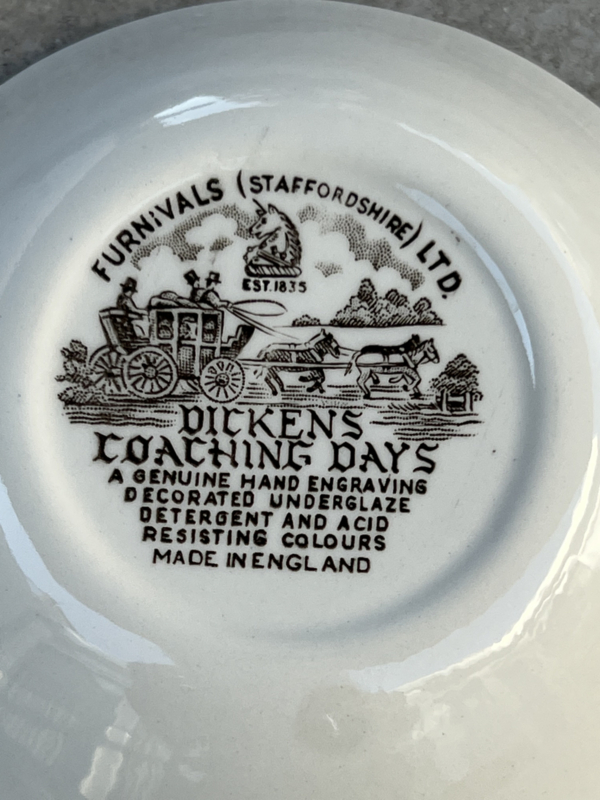 FURNIVALS (STAFFORDSHIRE) LTD.
EST. 1835
DICKENS
COACHING DAYS
A GENUINE HAND ENGRAVING
DECORATED UNDERGLAZE
DETERGENT AND ACID
RESISTING COLOURS
MADE IN ENGLAND